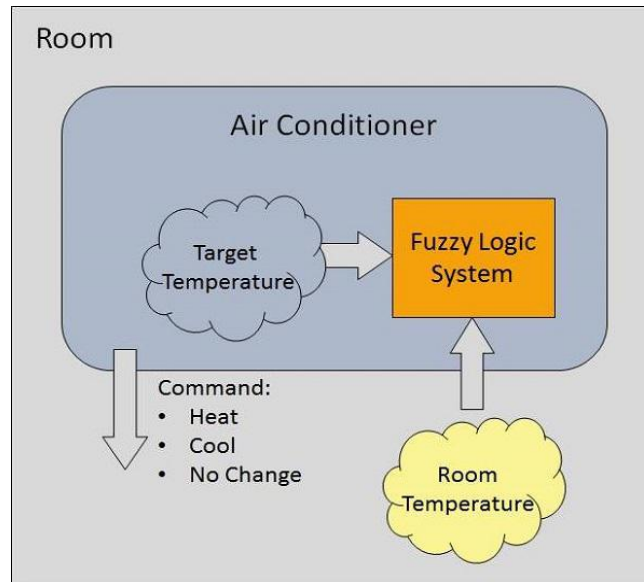 Room
Air Conditioner
Target
Temperature
Fuzzy Logic
System
Command:
• Heat
• Cool
• No Change
Room
Temperature